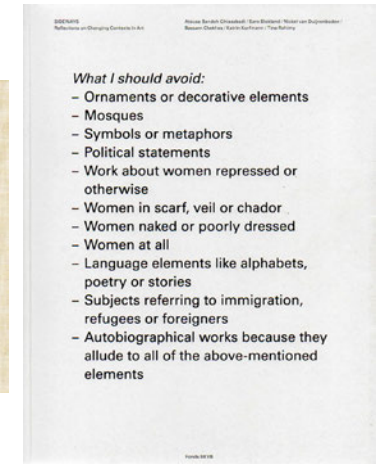 SIDEWAYS
Reflections on Changing Contexts in Art
What I should avoid:
– Ornaments or decorative elements
– Mosques
– Symbols or metaphors
– Political statements
– Work about women repressed or
otherwise
– Women in scarf, veil or chador
– Women naked or poorly dressed
– Women at all
– Language elements like alphabets,
poetry or stories
– Subjects referring to immigration,
refugees or foreigners
– Autobiographical works because they
allude to all of the above-mentioned
elements